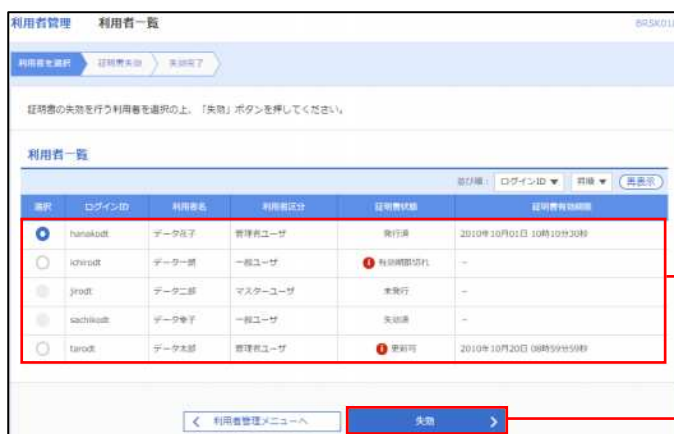 利用者管理 利用者一覧 BRSK01
利用者を選択 証明書失効 失効完了
証明書の失効を行う利用者を選択の上、「失効」ボタンを押してください。
利用者一覧
並び順： ログインID ▼ 昇順 ▼ 再表示
選択 ログインID 利用者名 利用者区分 証明書状態 証明書有効期限
hanakodt データ花子 管理者ユーザ 発行済 2010年10月01日 10時10分30秒
ichirodt データ一朗 一般ユーザ 有効期限切れ －
jirodt データ二郎 マスターユーザ 未発行 －
sachikodt データ幸子 一般ユーザ 失効済 －
tarodt データ太郎 管理者ユーザ 更新可 2010年10月20日 08時59分59秒
利用者管理メニューへ 失効